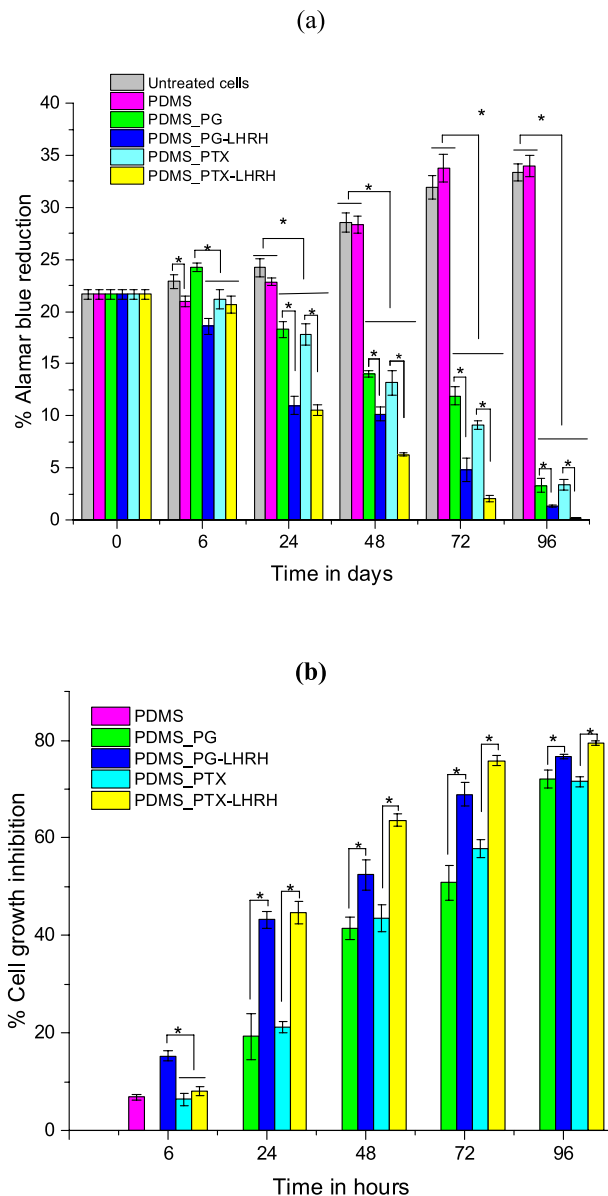 (a)
Untreated cells
PDMS
PDMS_PG
PDMS_PG-LHRH
PDMS_PTX
PDMS_PTX-LHRH
% Alamar blue reduction
40
35
30
25
20
15
10
5
0
* * * * * * * * * * * * * *
0 6 24 48 72 96
Time in days
(b)
PDMS
PDMS_PG
PDMS_PG-LHRH
PDMS_PTX
PDMS_PTX-LHRH
% Cell growth inhibition
80
60
40
20
0
* * * * * * * * *
6 24 48 72 96
Time in hours